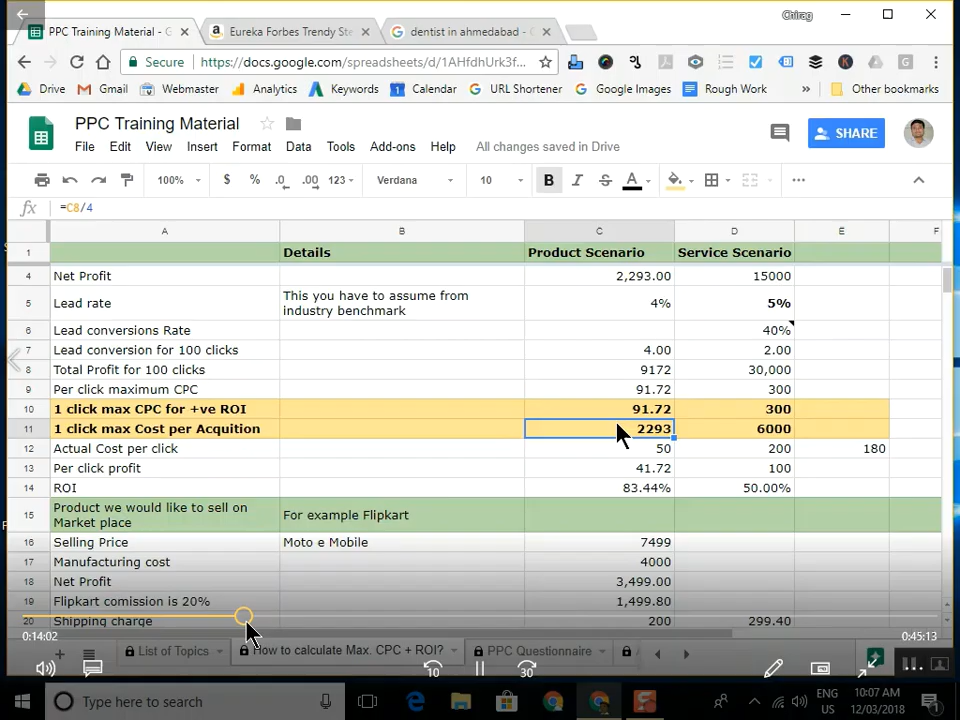 Chirag
PPC Training Material - G
Eureka Forbes Trendy Ste
dentist in ahmedabad - G
Secure
https://docs.google.com/spreadsheets/d/1AHfdhUrk3f...
Drive
Gmail
Webmaster
Analytics
Keywords
Calendar
URL Shortener
Google Images
Rough Work
»
Other bookmarks
PPC Training Material
SHARE
File Edit View Insert Format Data Tools Add-ons Help All changes saved in Drive
100% $ % .0 .00 123 Verdana 10 B I S A
fx =C8/4
A B C D E F
1 Details Product Scenario Service Scenario
4 Net Profit 2,293.00 15000
5 Lead rate This you have to assume from
industry benchmark 4% 5%
6 Lead conversions Rate 40%
7 Lead conversion for 100 clicks 4.00 2.00
8 Total Profit for 100 clicks 9172 30,000
9 Per click maximum CPC 91.72 300
10 1 click max CPC for +ve ROI 91.72 300
11 1 click max Cost per Acquition 2293 6000
12 Actual Cost per click 50 200 180
13 Per click profit 41.72 100
14 ROI 83.44% 50.00%
15 Product we would like to sell on
Market place For example Flipkart
16 Selling Price Moto e Mobile 7499
17 Manufacturing cost 4000
18 Net Profit 3,499.00
19 Flipkart comission is 20% 1,499.80
20 Shipping charge 200 299.40
0:14:02 0:45:13
List of Topics
How to calculate Max. CPC + ROI?
PPC Questionnaire
10 30
Type here to search
ENG
US
10:07 AM
12/03/2018
1